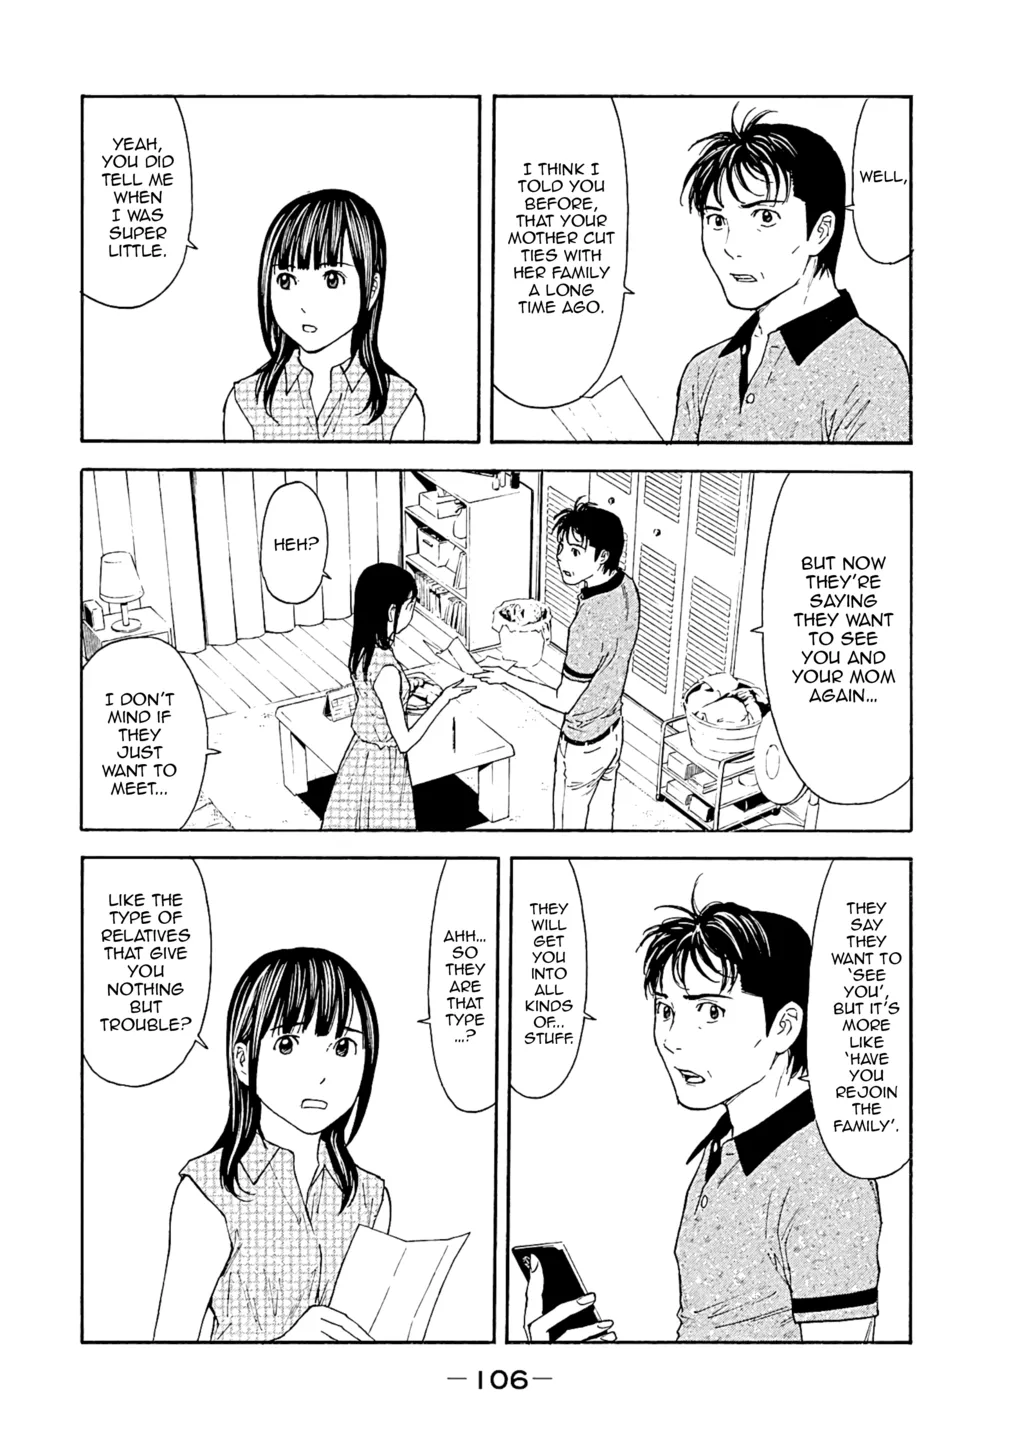 WELL,
I THINK I
TOLD YOU
BEFORE,
THAT YOUR
MOTHER CUT
TIES WITH
HER FAMILY
A LONG
TIME AGO.
YEAH,
YOU DID
TELL ME
WHEN
I WAS
SUPER
LITTLE.
BUT NOW
THEY'RE
SAYING
THEY WANT
TO SEE
YOU AND
YOUR MOM
AGAIN...
HEH?
I DON'T
MIND IF
THEY
JUST
WANT TO
MEET...
THEY
SAY
THEY
WANT TO
'SEE
YOU',
BUT IT'S
MORE
LIKE
'HAVE
YOU
REJOIN
THE
FAMILY'.
THEY
WILL
GET
YOU
INTO
ALL
KINDS
OF...
STUFF.
AHH...
SO
THEY
ARE
THAT
TYPE
...?
LIKE THE
TYPE OF
RELATIVES
THAT GIVE
YOU
NOTHING
BUT
TROUBLE?
- 106 -